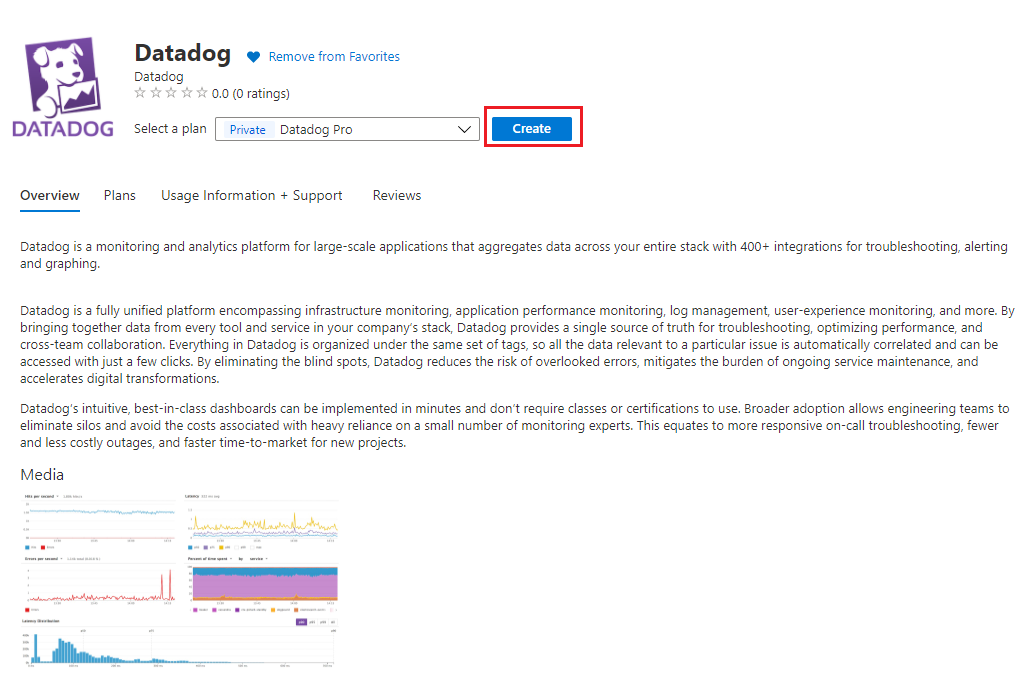 Datadog
Remove from Favorites
Datadog
0.0 (0 ratings)
DATADOG
Select a plan
Private Datadog Pro
Create
Overview
Plans
Usage Information + Support
Reviews
Datadog is a monitoring and analytics platform for large-scale applications that aggregates data across your entire stack with 400+ integrations for troubleshooting, alerting
and graphing.
Datadog is a fully unified platform encompassing infrastructure monitoring, application performance monitoring, log management, user-experience monitoring, and more. By
bringing together data from every tool and service in your company's stack, Datadog provides a single source of truth for troubleshooting, optimizing performance, and
cross-team collaboration. Everything in Datadog is organized under the same set of tags, so all the data relevant to a particular issue is automatically correlated and can be
accessed with just a few clicks. By eliminating the blind spots, Datadog reduces the risk of overlooked errors, mitigates the burden of ongoing service maintenance, and
accelerates digital transformations.
Datadog's intuitive, best-in-class dashboards can be implemented in minutes and don't require classes or certifications to use. Broader adoption allows engineering teams to
eliminate silos and avoid the costs associated with heavy reliance on a small number of monitoring experts. This equates to more responsive on-call troubleshooting, fewer
and less costly outages, and faster time-to-market for new projects.
Media
Hits per second
Latency
Errors per second
Percent of time spent by service
Latency Distribution